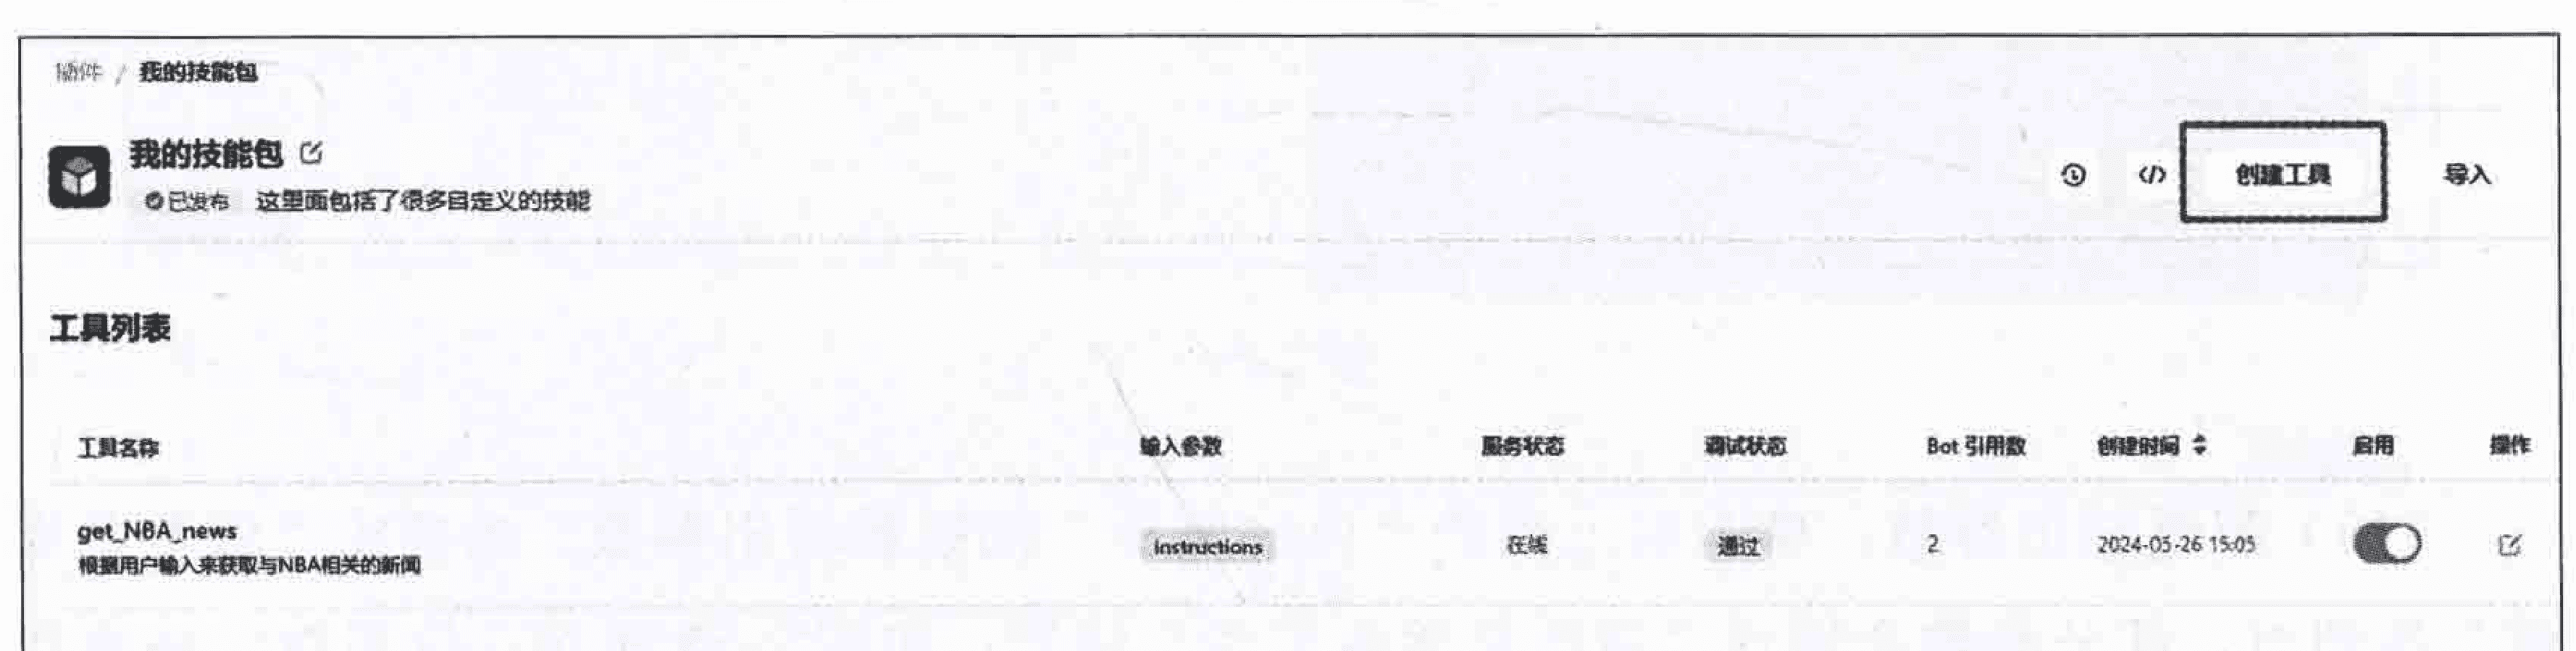 插件 / 我的技能包
我的技能包
已发布 这里面包括了很多自定义的技能
</> 创建工具 导入
工具列表
工具名称 输入参数 服务状态 调试状态 Bot 引用数 创建时间 启用 操作
get_NBA_news
根据用户输入来获取与NBA相关的新闻
Instructions 在线 通过 2 2024-05-26 15:05